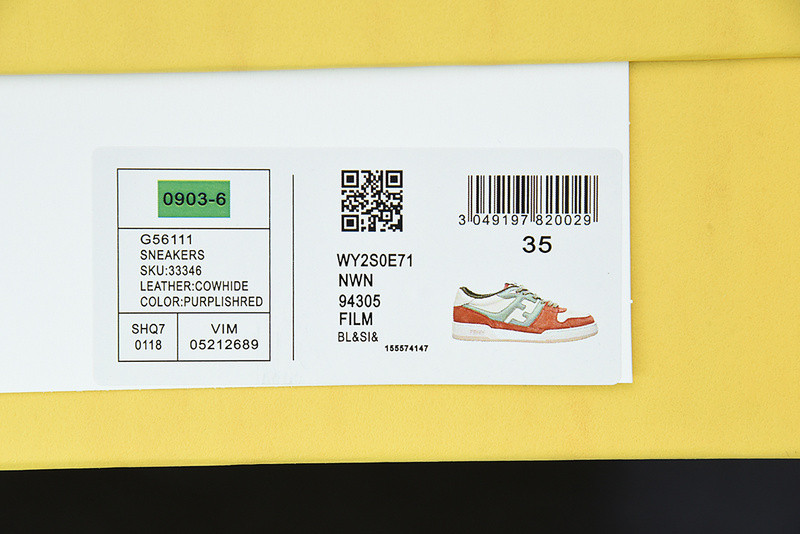 0903-6
G56111
SNEAKERS
SKU:33346
LEATHER:COWHIDE
COLOR:PURPLISHRED
SHQ7
0118
VIM
05212689
WY2S0E71
NWN
94305
FILM
BL&SI&
155574147
3 049197 820029
35